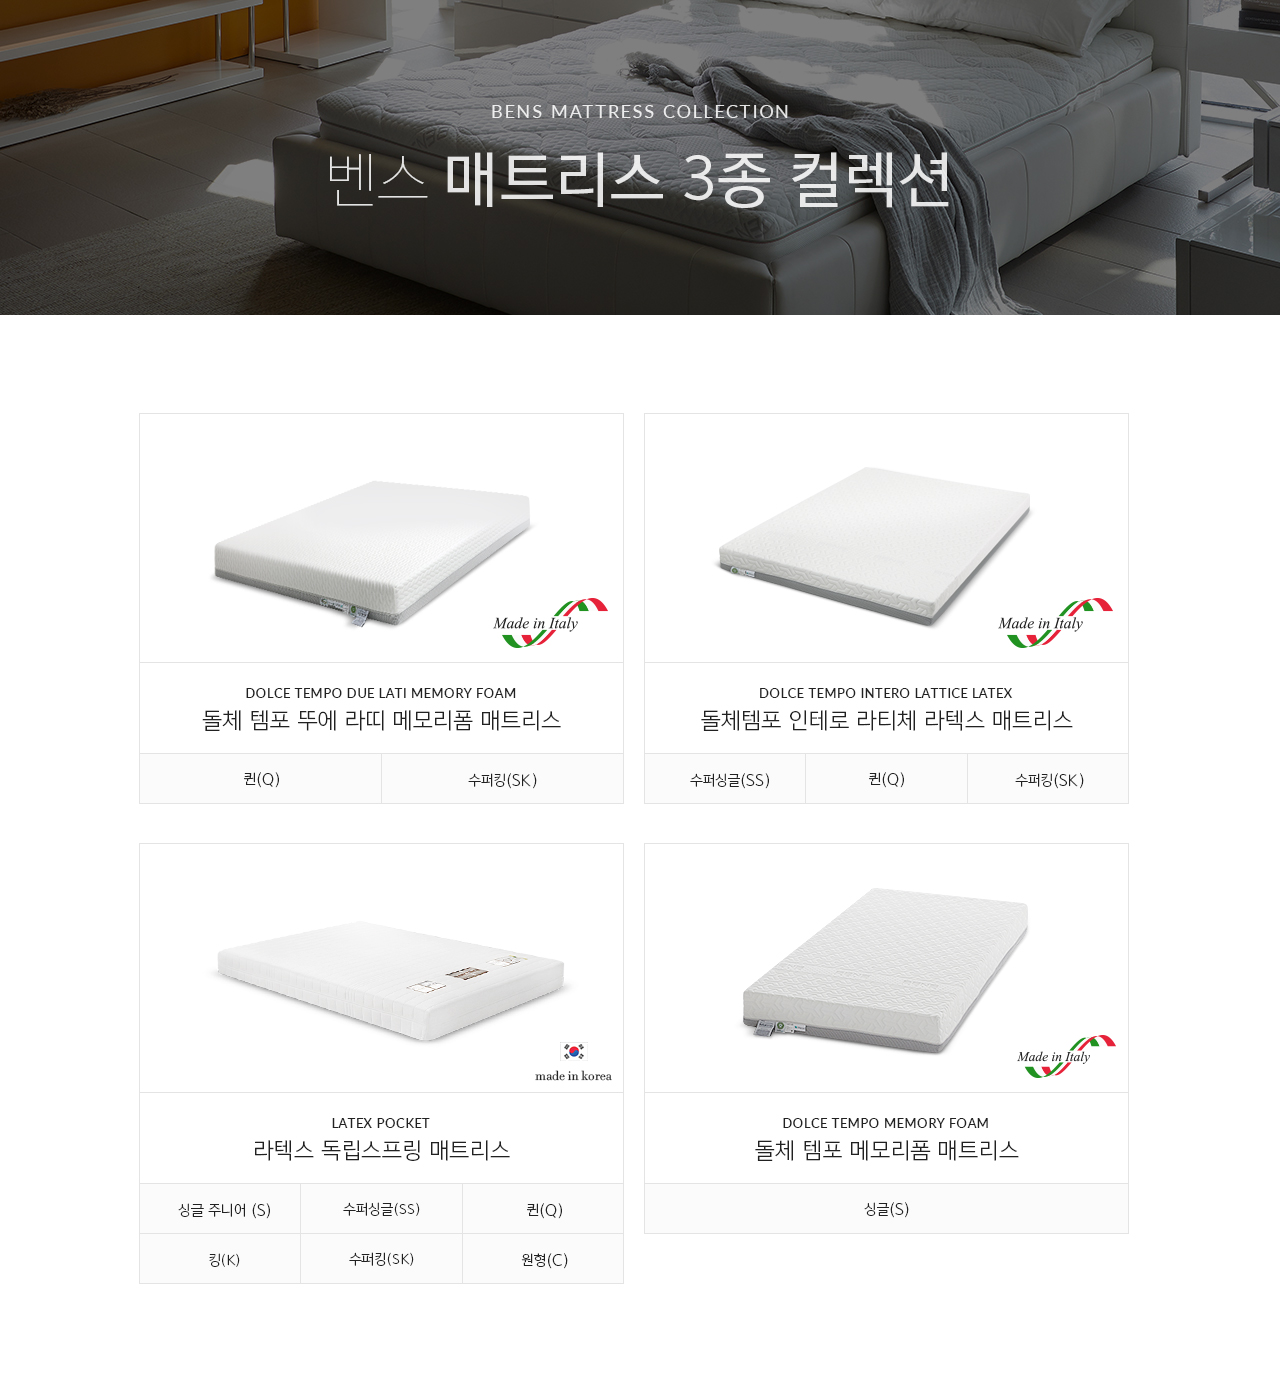 BENS MATTRESS COLLECTION
벤스 매트리스 3종 컬렉션
Made in Italy
Made in Italy
DOLCE TEMPO DUE LATI MEMORY FOAM
돌체 템포 뚜에 라띠 메모리폼 매트리스
퀸(Q)
수퍼킹(SK)
DOLCE TEMPO INTERO LATTICE LATEX
돌체템포 인테로 라티체 라텍스 매트리스
수퍼싱글(SS)
퀸(Q)
수퍼킹(SK)
made in korea
Made in Italy
LATEX POCKET
라텍스 독립스프링 매트리스
싱글 주니어 (S)
수퍼싱글(SS)
퀸(Q)
킹(K)
수퍼킹(SK)
원형(C)
DOLCE TEMPO MEMORY FOAM
돌체 템포 메모리폼 매트리스
싱글(S)